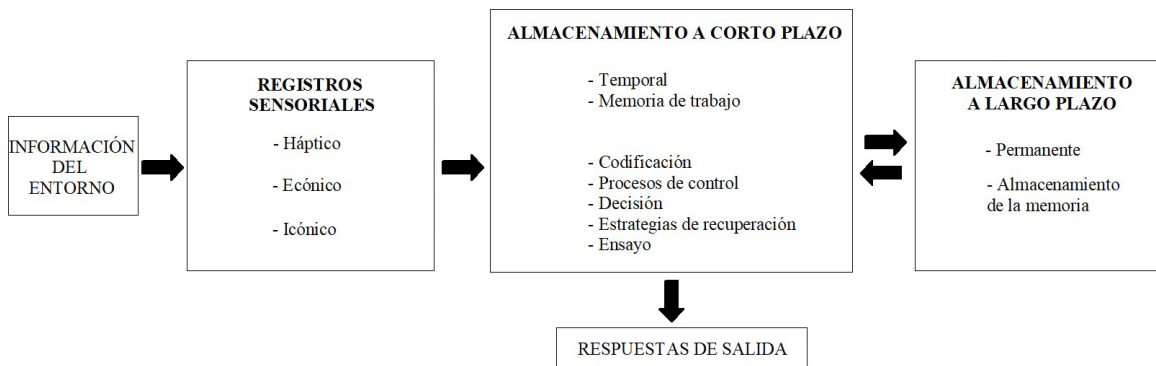 INFORMACIÓN
DEL
ENTORNO
REGISTROS
SENSORIALES
- Háptico
- Ecónico
- Icónico
ALMACENAMIENTO A CORTO PLAZO
- Temporal
- Memoria de trabajo
- Codificación
- Procesos de control
- Decisión
- Estrategias de recuperación
- Ensayo
ALMACENAMIENTO
A LARGO PLAZO
- Permanente
- Almacenamiento
de la memoria
RESPUESTAS DE SALIDA